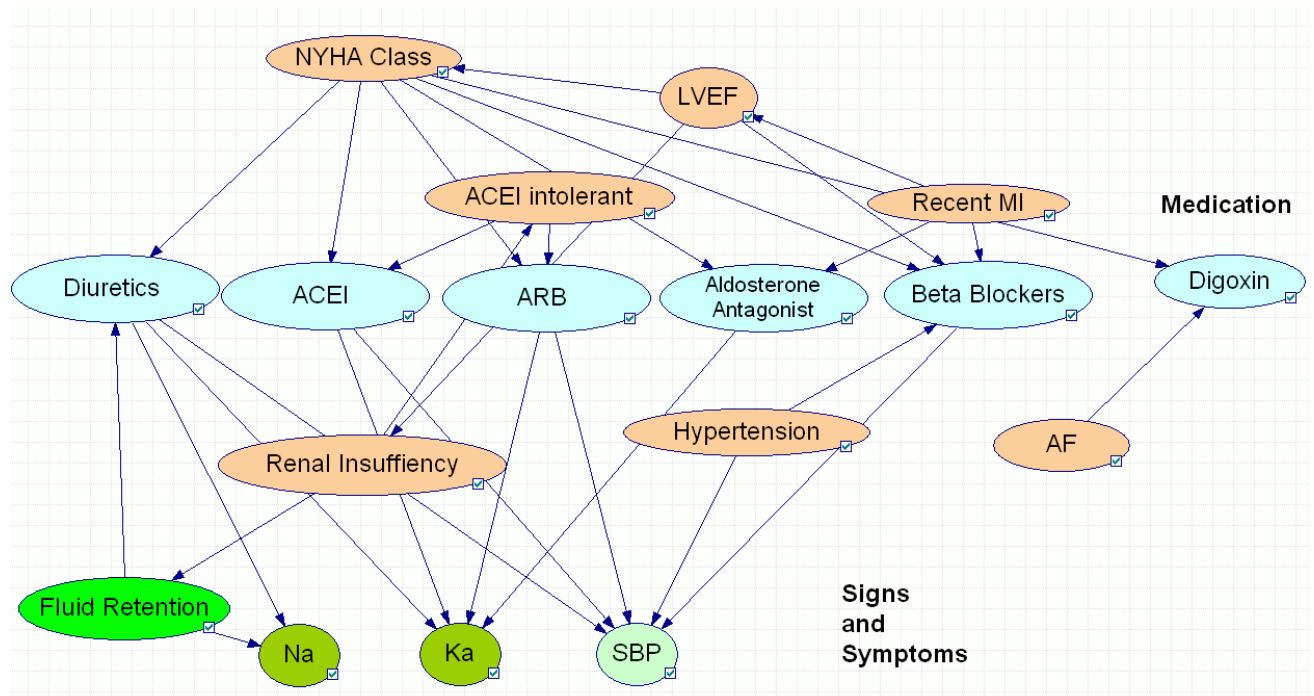 NYHA Class
LVEF
ACEI intolerant
Recent MI
Medication
Diuretics
ACEI
ARB
Aldosterone
Antagonist
Beta Blockers
Digoxin
Renal Insuffiency
Hypertension
AF
Fluid Retention
Na
Ka
SBP
Signs
and
Symptoms